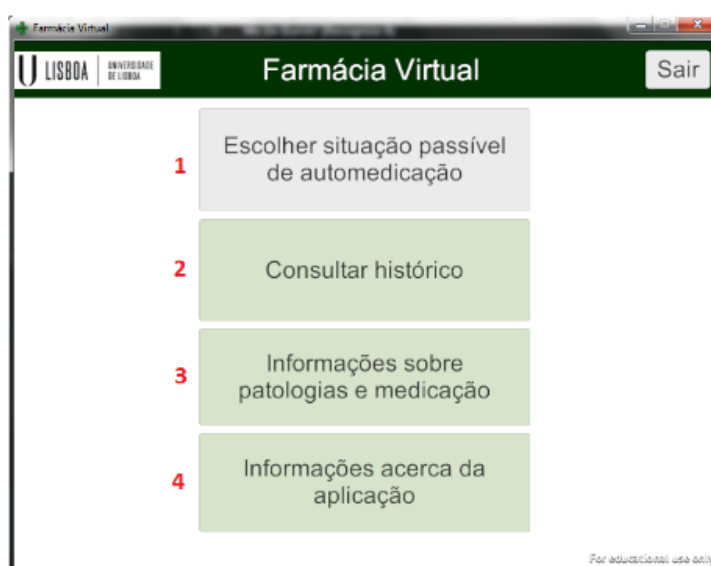 Farmácia Virtual
LISBOA UNIVERSIDADE
DE LISBOA
Farmácia Virtual
Sair
1
Escolher situação passível
de automedicação
2
Consultar histórico
3
Informações sobre
patologias e medicação
4
Informações acerca da
aplicação
For educational use only